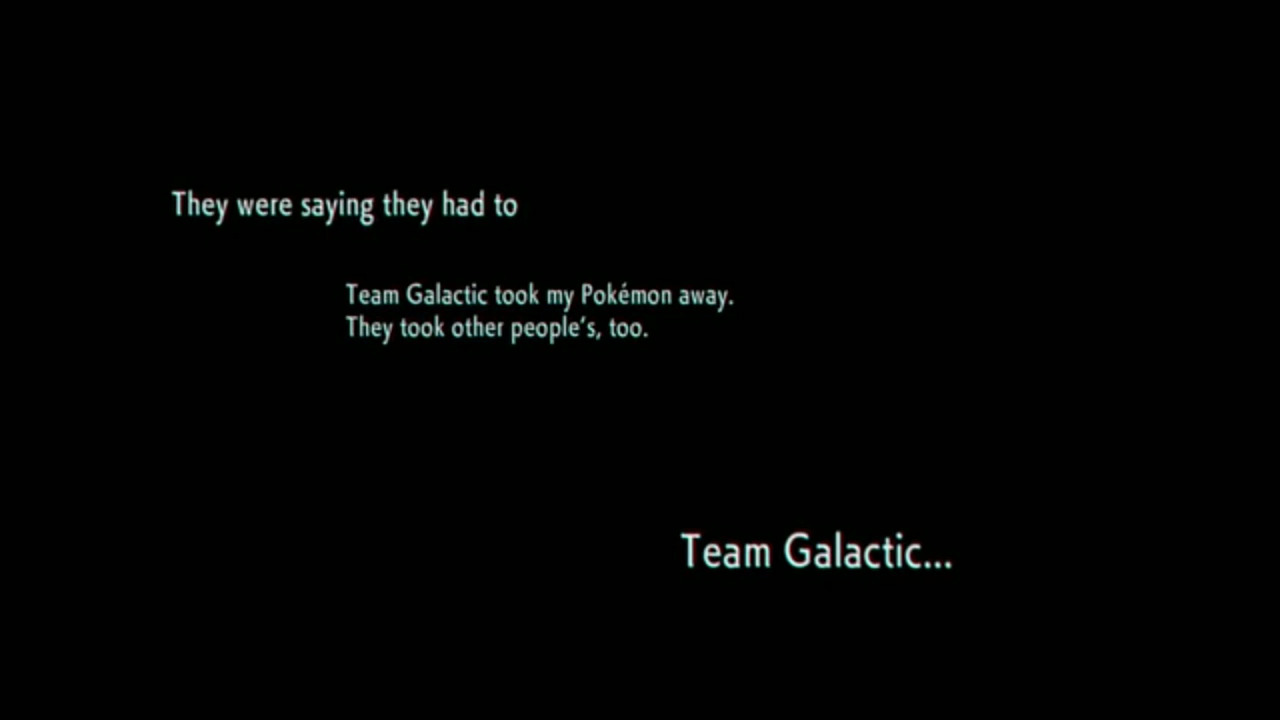 They were saying they had to
Team Galactic took my Pokémon away.
They took other people's, too.
Team Galactic...